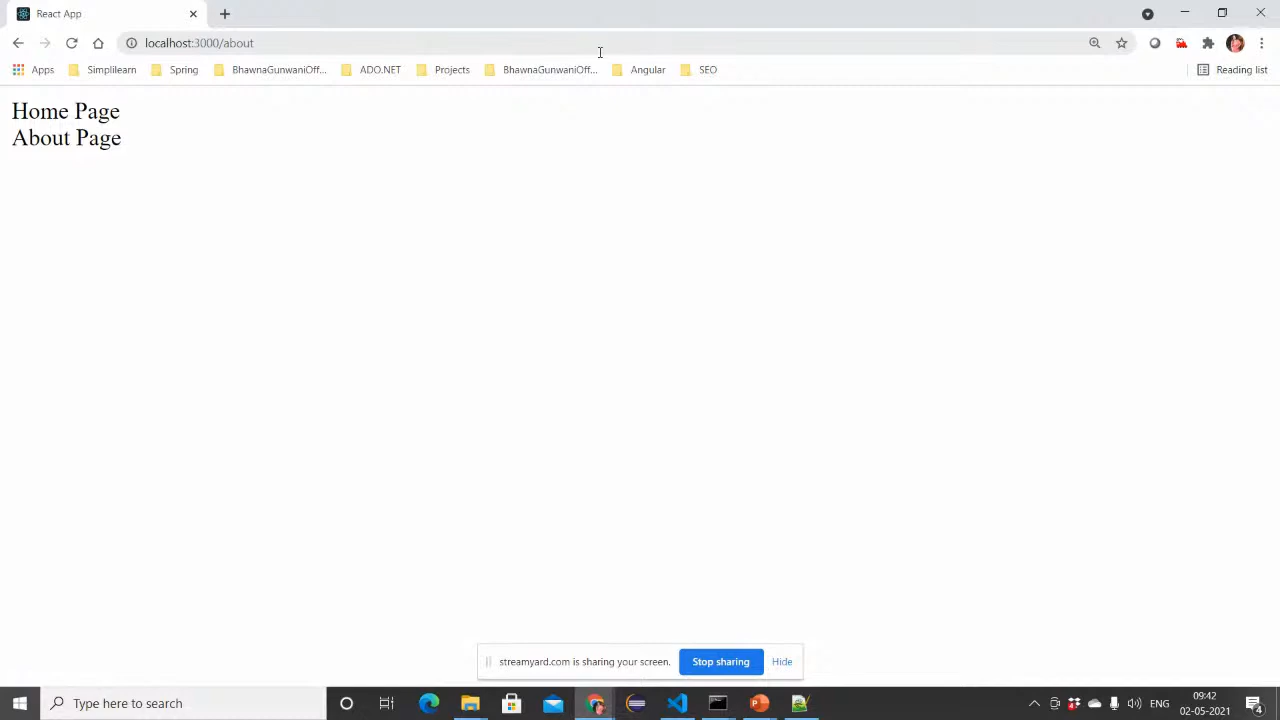 React App
localhost:3000/about
Apps Simplilearn Spring BhawnaGunwaniOff... ADO.NET Projects BhawnaGunwaniOff... Angular SEO Reading list
Home Page
About Page
streamyard.com is sharing your screen. Stop sharing Hide
Type here to search
ENG
09:42
02-05-2021
4